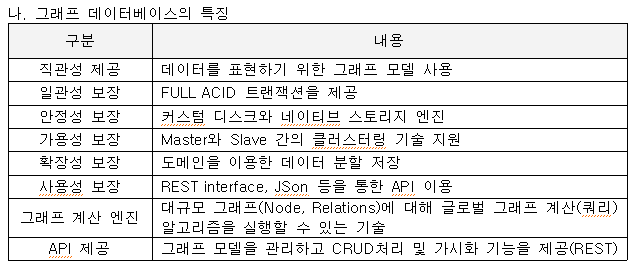 나. 그래프 데이터베이스의 특징
구분 내용
직관성 제공 데이터를 표현하기 위한 그래프 모델 사용
일관성 보장 FULL ACID 트랜잭션을 제공
안정성 보장 커스텀 디스크와 네이티브 스토리지 엔진
가용성 보장 Master와 Slave 간의 클러스터링 기술 지원
확장성 보장 도메인을 이용한 데이터 분할 저장
사용성 보장 REST interface, JSon 등을 통한 API 이용
그래프 계산 엔진 대규모 그래프(Node, Relations)에 대해 글로벌 그래프 계산(쿼리)
알고리즘을 실행할 수 있는 기술
API 제공 그래프 모델을 관리하고 CRUD처리 및 가시화 기능을 제공(REST)